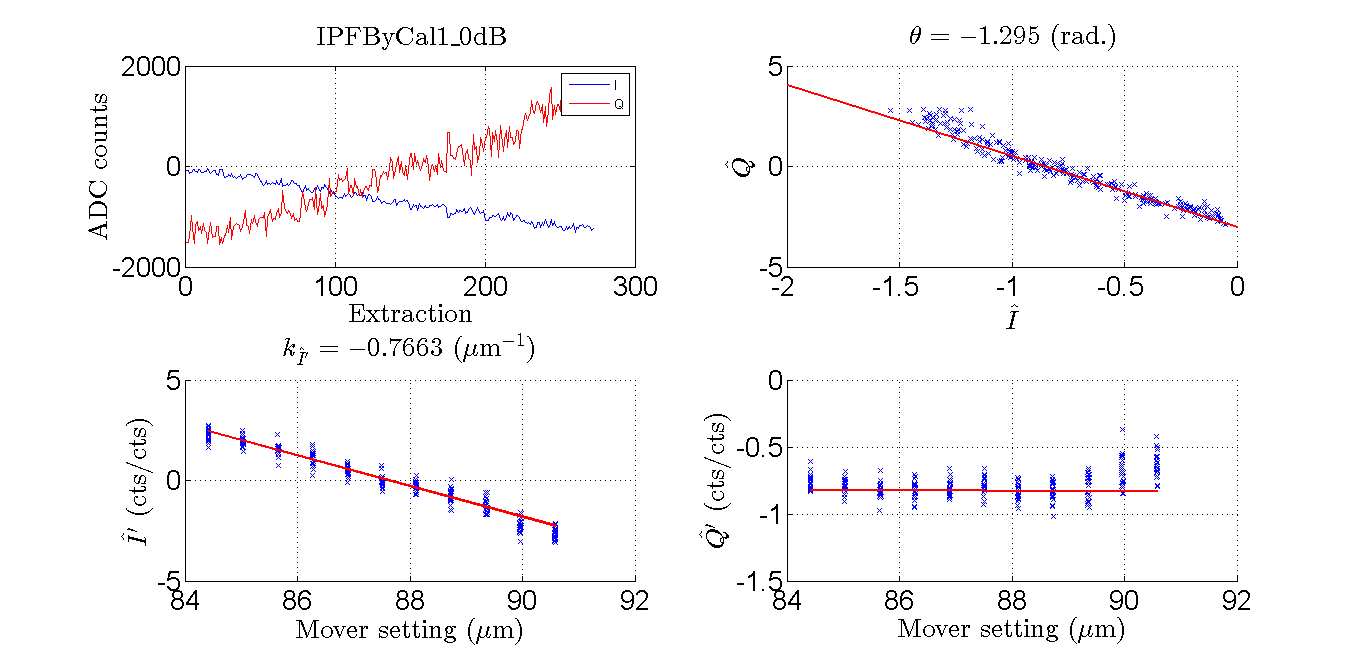 IPFByCal1_0dB
2000
0
-2000
ADC counts
I
Q
0 100 200 300
Extraction
θ = −1.295 (rad.)
5
0
-5
Q̂
-2 -1.5 -1 -0.5 0
Î
k_Î′ = −0.7663 (μm⁻¹)
5
0
-5
Î′ (cts/cts)
84 86 88 90 92
Mover setting (μm)
0
-0.5
-1
-1.5
Q̂′ (cts/cts)
84 86 88 90 92
Mover setting (μm)